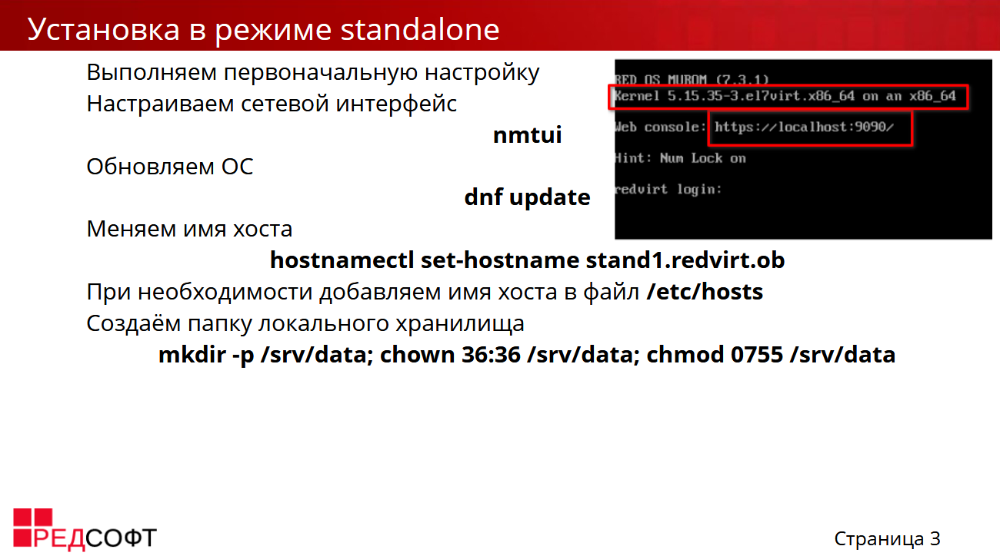 Установка в режиме standalone
Выполняем первоначальную настройку
Настраиваем сетевой интерфейс
nmtui
Обновляем ОС
dnf update
Меняем имя хоста
hostnamectl set-hostname stand1.redvirt.ob
При необходимости добавляем имя хоста в файл /etc/hosts
Создаём папку локального хранилища
mkdir -p /srv/data; chown 36:36 /srv/data; chmod 0755 /srv/data
RED OS MUROM (7.3.1)
Kernel 5.15.35-3.el7virt.x86_64 on an x86_64
Web console: https://localhost:9090/
Hint: Num Lock on
redvirt login:
РЕДСОФТ
Страница 3